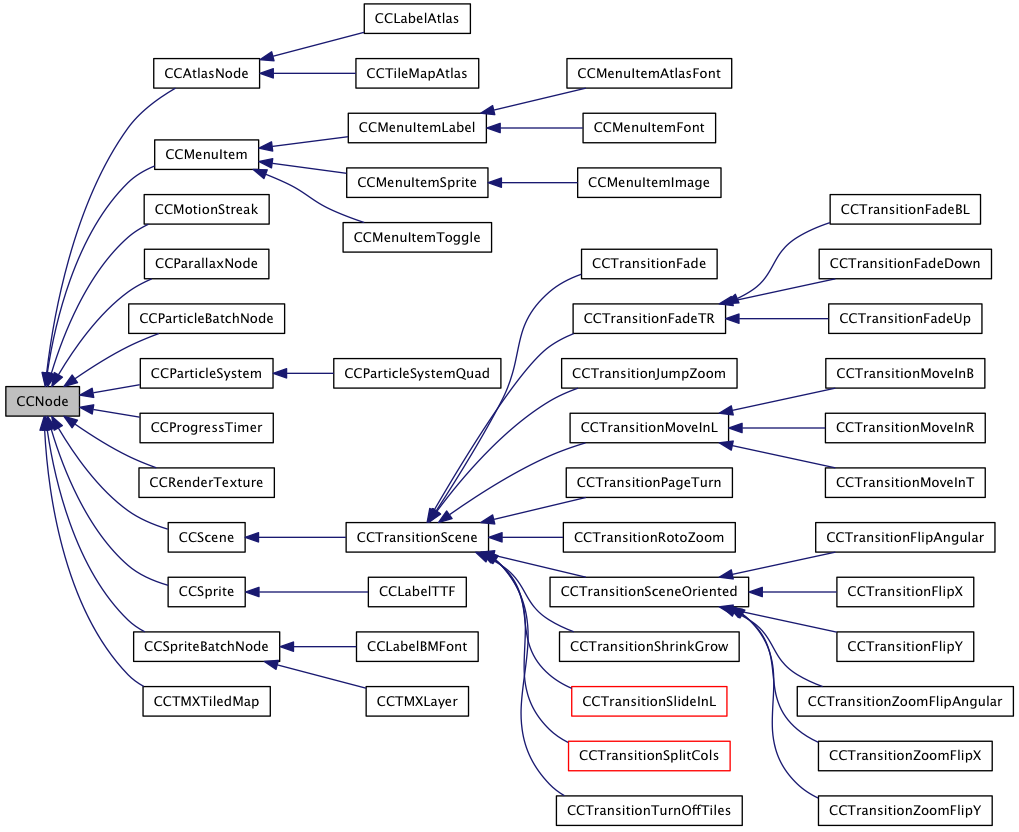 CCLabelAtlas
CCAtlasNode
CCTileMapAtlas
CCMenuItemAtlasFont
CCMenuItemLabel
CCMenuItemFont
CCMenuItem
CCMenuItemSprite
CCMenuItemImage
CCMotionStreak
CCTransitionFadeBL
CCMenuItemToggle
CCParallaxNode
CCTransitionFade
CCTransitionFadeDown
CCParticleBatchNode
CCTransitionFadeTR
CCTransitionFadeUp
CCParticleSystem
CCParticleSystemQuad
CCTransitionJumpZoom
CCTransitionMoveInB
CCNode
CCProgressTimer
CCTransitionMoveInL
CCTransitionMoveInR
CCRenderTexture
CCTransitionPageTurn
CCTransitionMoveInT
CCScene
CCTransitionScene
CCTransitionRotoZoom
CCTransitionFlipAngular
CCSprite
CCLabelTTF
CCTransitionSceneOriented
CCTransitionFlipX
CCSpriteBatchNode
CCLabelBMFont
CCTransitionShrinkGrow
CCTransitionFlipY
CCTMXTiledMap
CCTMXLayer
CCTransitionSlideInL
CCTransitionZoomFlipAngular
CCTransitionSplitCols
CCTransitionZoomFlipX
CCTransitionTurnOffTiles
CCTransitionZoomFlipY